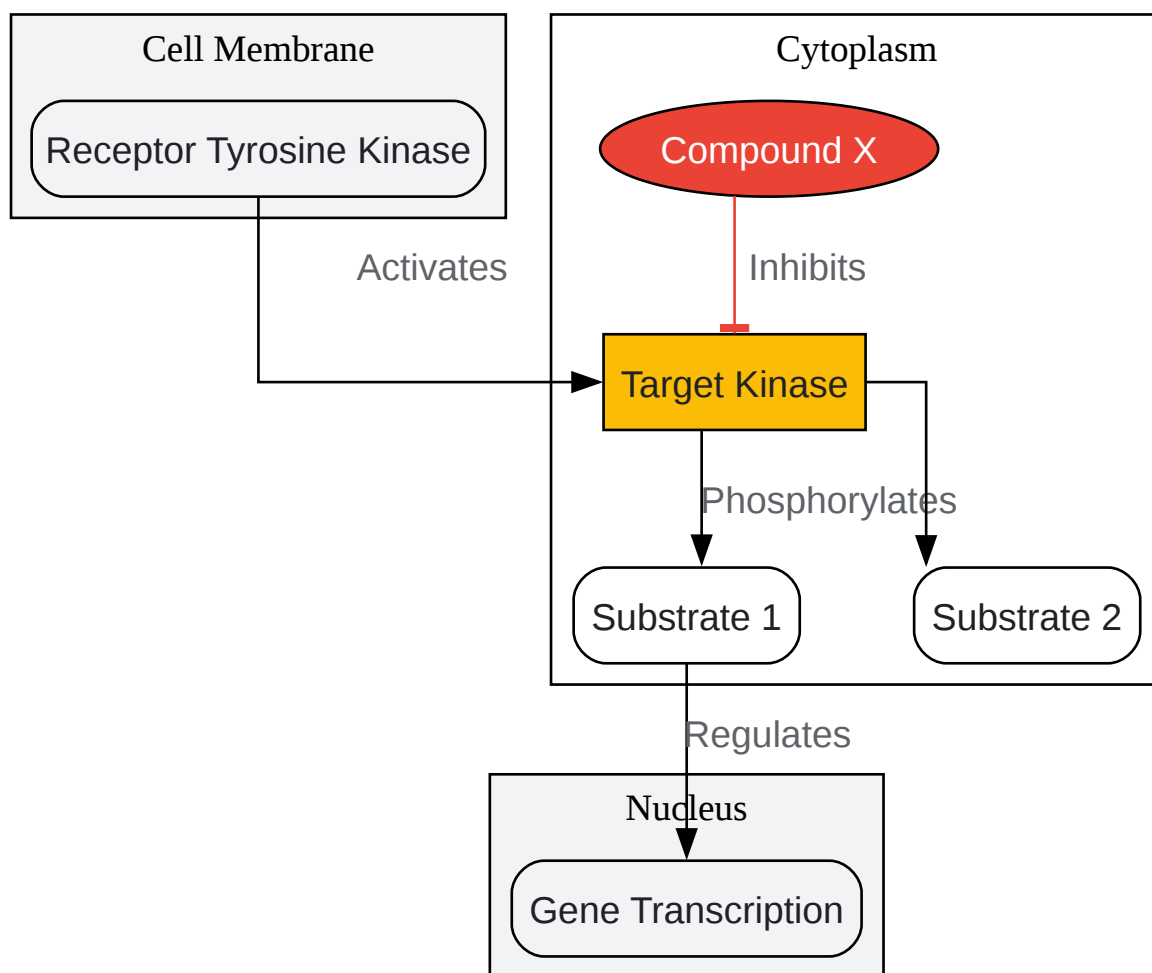 Cell Membrane
Cytoplasm
Receptor Tyrosine Kinase
Compound X
Activates
Inhibits
Target Kinase
Phosphorylates
Substrate 1
Substrate 2
Regulates
Nucleus
Gene Transcription